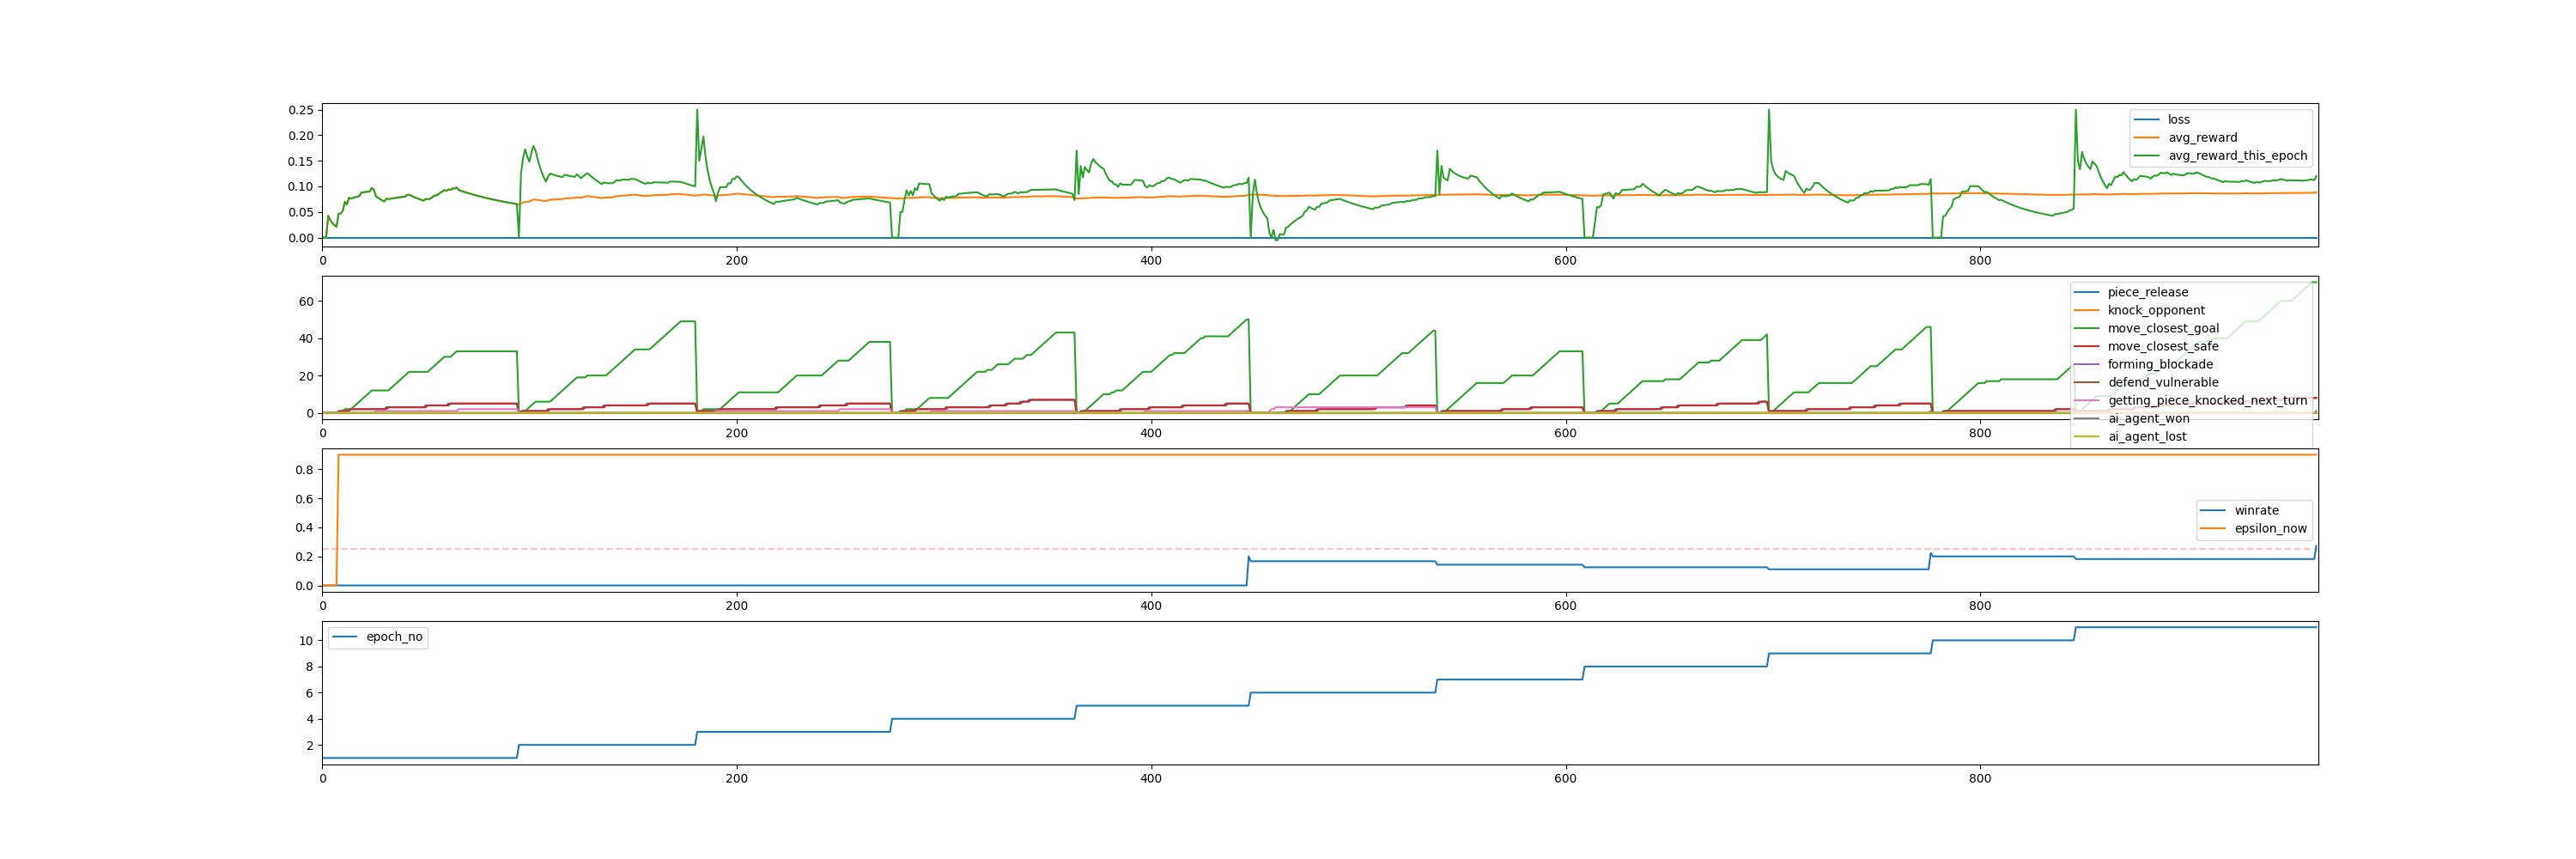 0.25
0.20
0.15
0.10
0.05
0.00
loss
avg_reward
avg_reward_this_epoch
0 200 400 600 800
60
40
20
0
piece_release
knock_opponent
move_closest_goal
move_closest_safe
forming_blockade
defend_vulnerable
getting_piece_knocked_next_turn
ai_agent_won
ai_agent_lost
0 200 400 600 800
0.8
0.6
0.4
0.2
0.0
winrate
epsilon_now
0 200 400 600 800
10
8
6
4
2
epoch_no
0 200 400 600 800